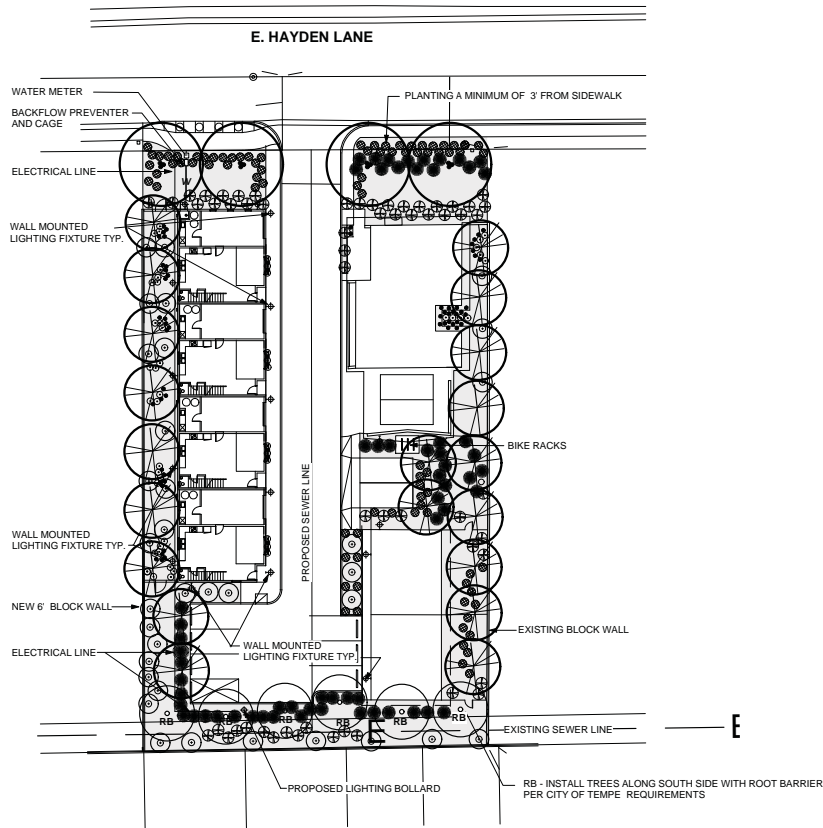 E. HAYDEN LANE
WATER METER
PLANTING A MINIMUM OF 3' FROM SIDEWALK
BACKFLOW PREVENTER
AND CAGE
ELECTRICAL LINE
W
WALL MOUNTED
LIGHTING FIXTURE TYP.
BIKE RACKS
PROPOSED SEWER LINE
WALL MOUNTED
LIGHTING FIXTURE TYP.
NEW 6' BLOCK WALL
EXISTING BLOCK WALL
ELECTRICAL LINE
WALL MOUNTED
LIGHTING FIXTURE TYP.
RB
RB
RB
RB
RB
RB
E
EXISTING SEWER LINE
E
PROPOSED LIGHTING BOLLARD
RB - INSTALL TREES ALONG SOUTH SIDE WITH ROOT BARRIER
PER CITY OF TEMPE REQUIREMENTS